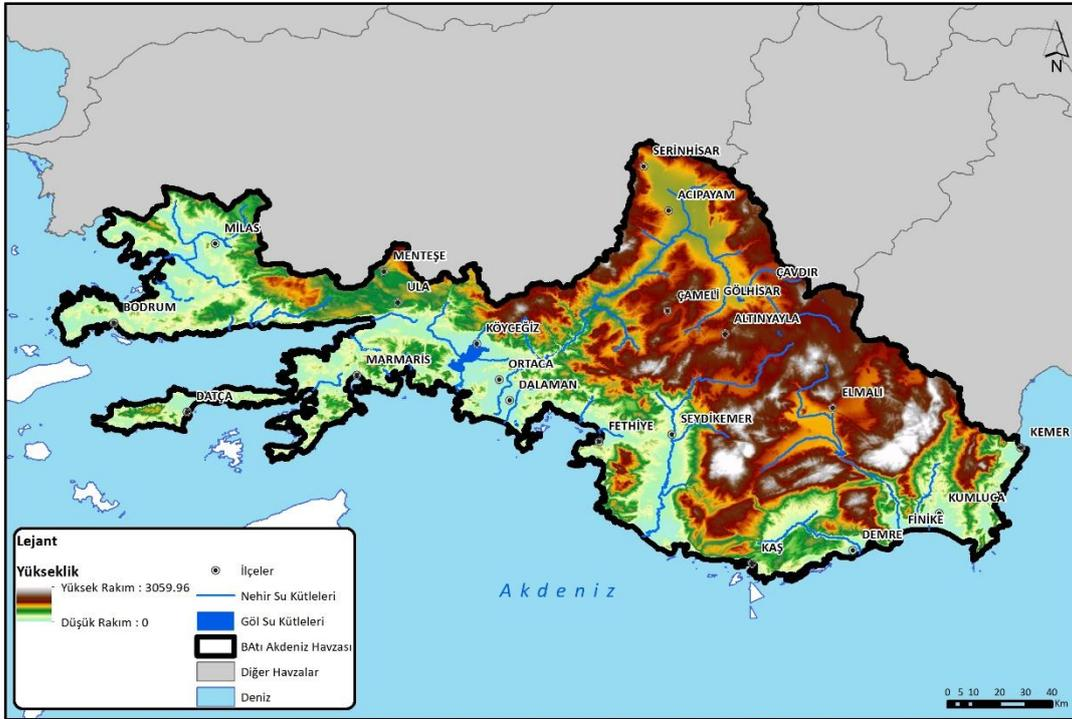 N
SERİNHİSAR
ACIPAYAM
MİLAS
MENTEŞE
ÇAVDIR
ULA
ÇAMELİ
GÖLHİSAR
BODRUM
ALTINYAYLA
KÖYCEĞİZ
MARMARİS
ORTACA
DALAMAN
DATÇA
ELMALI
FETHİYE
SEYDİKEMER
KEMER
KUMLUCA
FİNİKE
DEMRE
KAŞ
Akdeniz
Lejant
Yükseklik
Yüksek Rakım : 3059.96
Düşük Rakım : 0
İlçeler
Nehir Su Kütleleri
Göl Su Kütleleri
BAtı Akdeniz Havzası
Diğer Havzalar
Deniz
0 5 10 20 30 40
Km